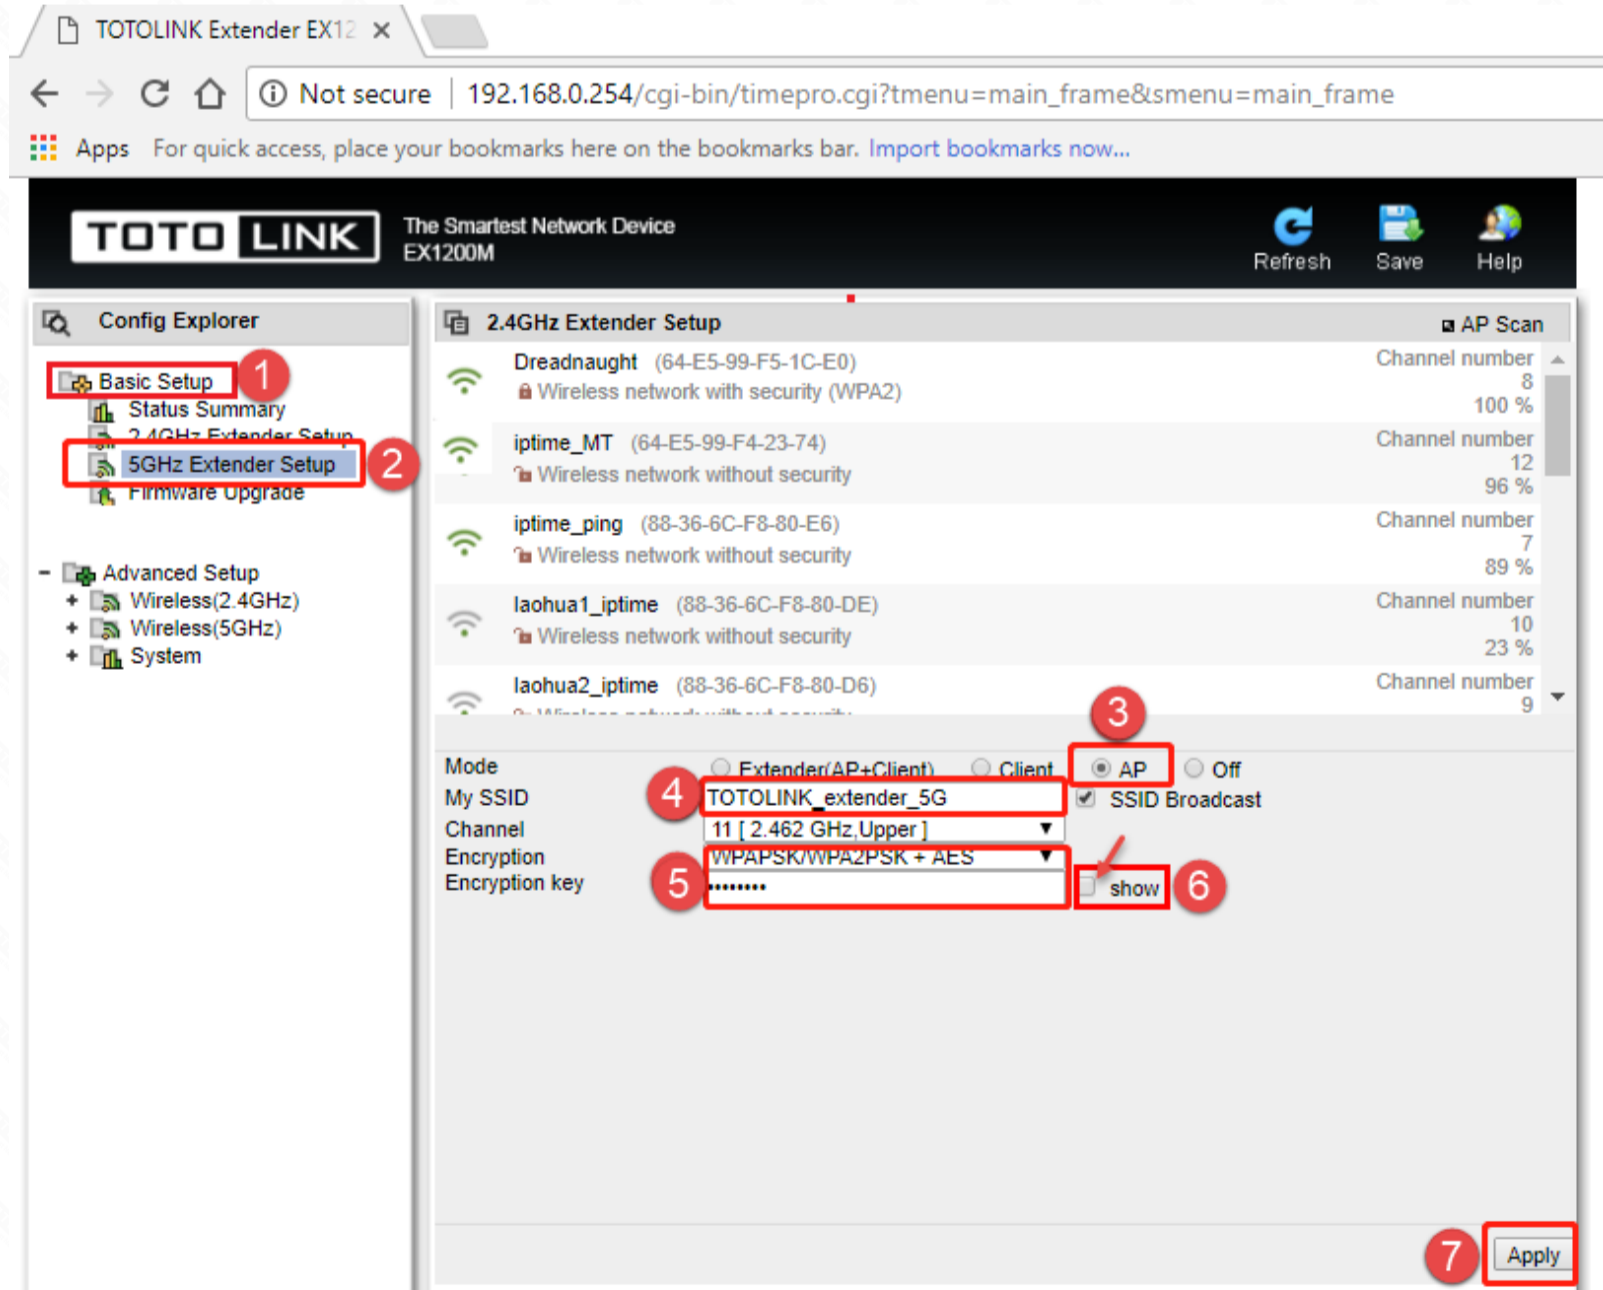 TOTOLINK Extender EX12
Not secure | 192.168.0.254/cgi-bin/timepro.cgi?tmenu=main_frame&smenu=main_frame
Apps For quick access, place your bookmarks here on the bookmarks bar. Import bookmarks now...
TOTO LINK
The Smartest Network Device
EX1200M
Refresh Save Help
Config Explorer
Basic Setup 1
Status Summary
2.4GHz Extender Setup
5GHz Extender Setup 2
Firmware Upgrade
Advanced Setup
Wireless(2.4GHz)
Wireless(5GHz)
System
2.4GHz Extender Setup AP Scan
Dreadnaught (64-E5-99-F5-1C-E0) Channel number
8
Wireless network with security (WPA2)
100 %
iptime_MT (64-E5-99-F4-23-74) Channel number
12
Wireless network without security
96 %
iptime_ping (88-36-6C-F8-80-E6) Channel number
7
Wireless network without security
89 %
laohua1_iptime (88-36-6C-F8-80-DE) Channel number
10
Wireless network without security
23 %
laohua2_iptime (88-36-6C-F8-80-D6) Channel number
9
Wireless network without security
3
Mode Extender(AP+Client) Client AP Off
My SSID 4 TOTOLINK_extender_5G SSID Broadcast
Channel 11 [ 2.462 GHz,Upper ]
Encryption WPAPSK/WPA2PSK + AES
Encryption key 5 •••••••• show 6
7 Apply